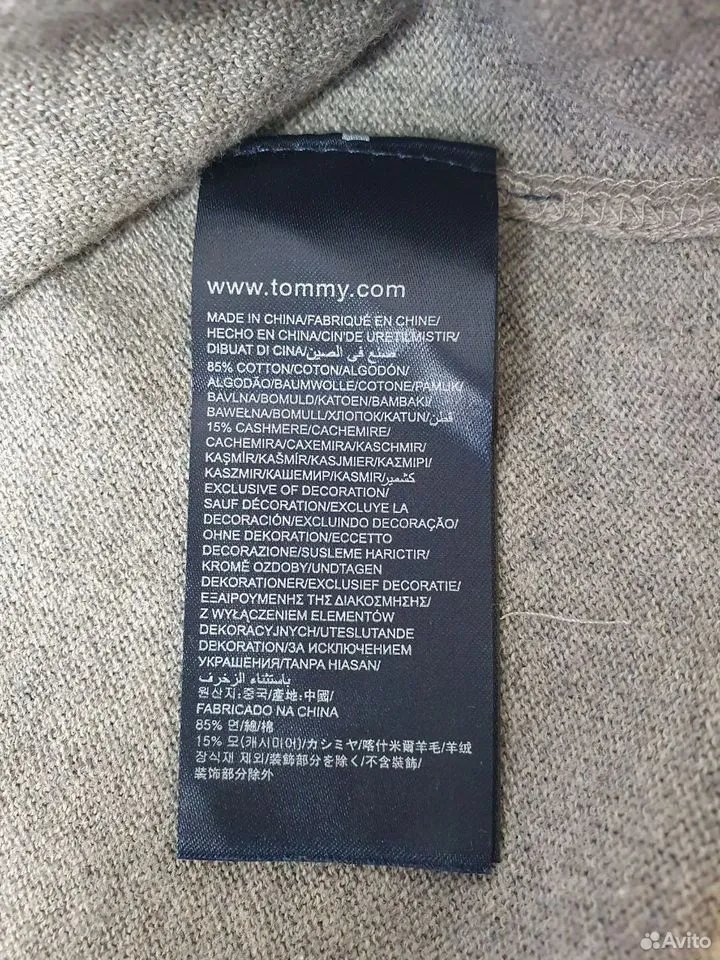 www.tommy.com
MADE IN CHINA/FABRIQUÉ EN CHINE/
HECHO EN CHINA/CIN'DE URETILMISTIR/
DIBUAT DI CINA/صنع في الصين
85% COTTON/COTON/ALGODÓN/
ALGODÃO/BAUMWOLLE/COTONE/PAMUK/
BAVLNA/BOMULD/KATOEN/BAMBAKI/
BAWEŁNA/BOMULL/ХЛОПОК/KATUN/قطن
15% CASHMERE/CACHEMIRE/
CACHEMIRA/CAXEMIRA/KASCHMIR/
KAŞMİR/KAŠMÍR/KASJMIER/ΚΑΣΜΙΡΙ/
KASZMIR/КАШЕМИР/KASMIR/كشمير
EXCLUSIVE OF DECORATION/
SAUF DÉCORATION/EXCLUYE LA
DECORACIÓN/EXCLUINDO DECORAÇÃO/
OHNE DEKORATION/ECCETTO
DECORAZIONE/SUSLEME HARICTIR/
KROMĚ OZDOBY/UNDTAGEN
DEKORATIONER/EXCLUSIEF DECORATIE/
ΕΞΑΙΡΟΥΜΕΝΗΣ ΤΗΣ ΔΙΑΚΟΣΜΗΣΗΣ/
Z WYŁĄCZENIEM ELEMENTÓW
DEKORACYJNYCH/UTESLUTANDE
DEKORATION/ЗА ИСКЛЮЧЕНИЕМ
УКРАШЕНИЯ/TANPA HIASAN/
باستثناء الزخرف
원산지:중국/產地:中國/
FABRICADO NA CHINA
85% 면/綿/棉
15% 모(캐시미어)/カシミヤ/喀什米爾羊毛/羊绒
장식재 제외/装飾部分を除く/不含裝飾/
装饰部分除外
Avito